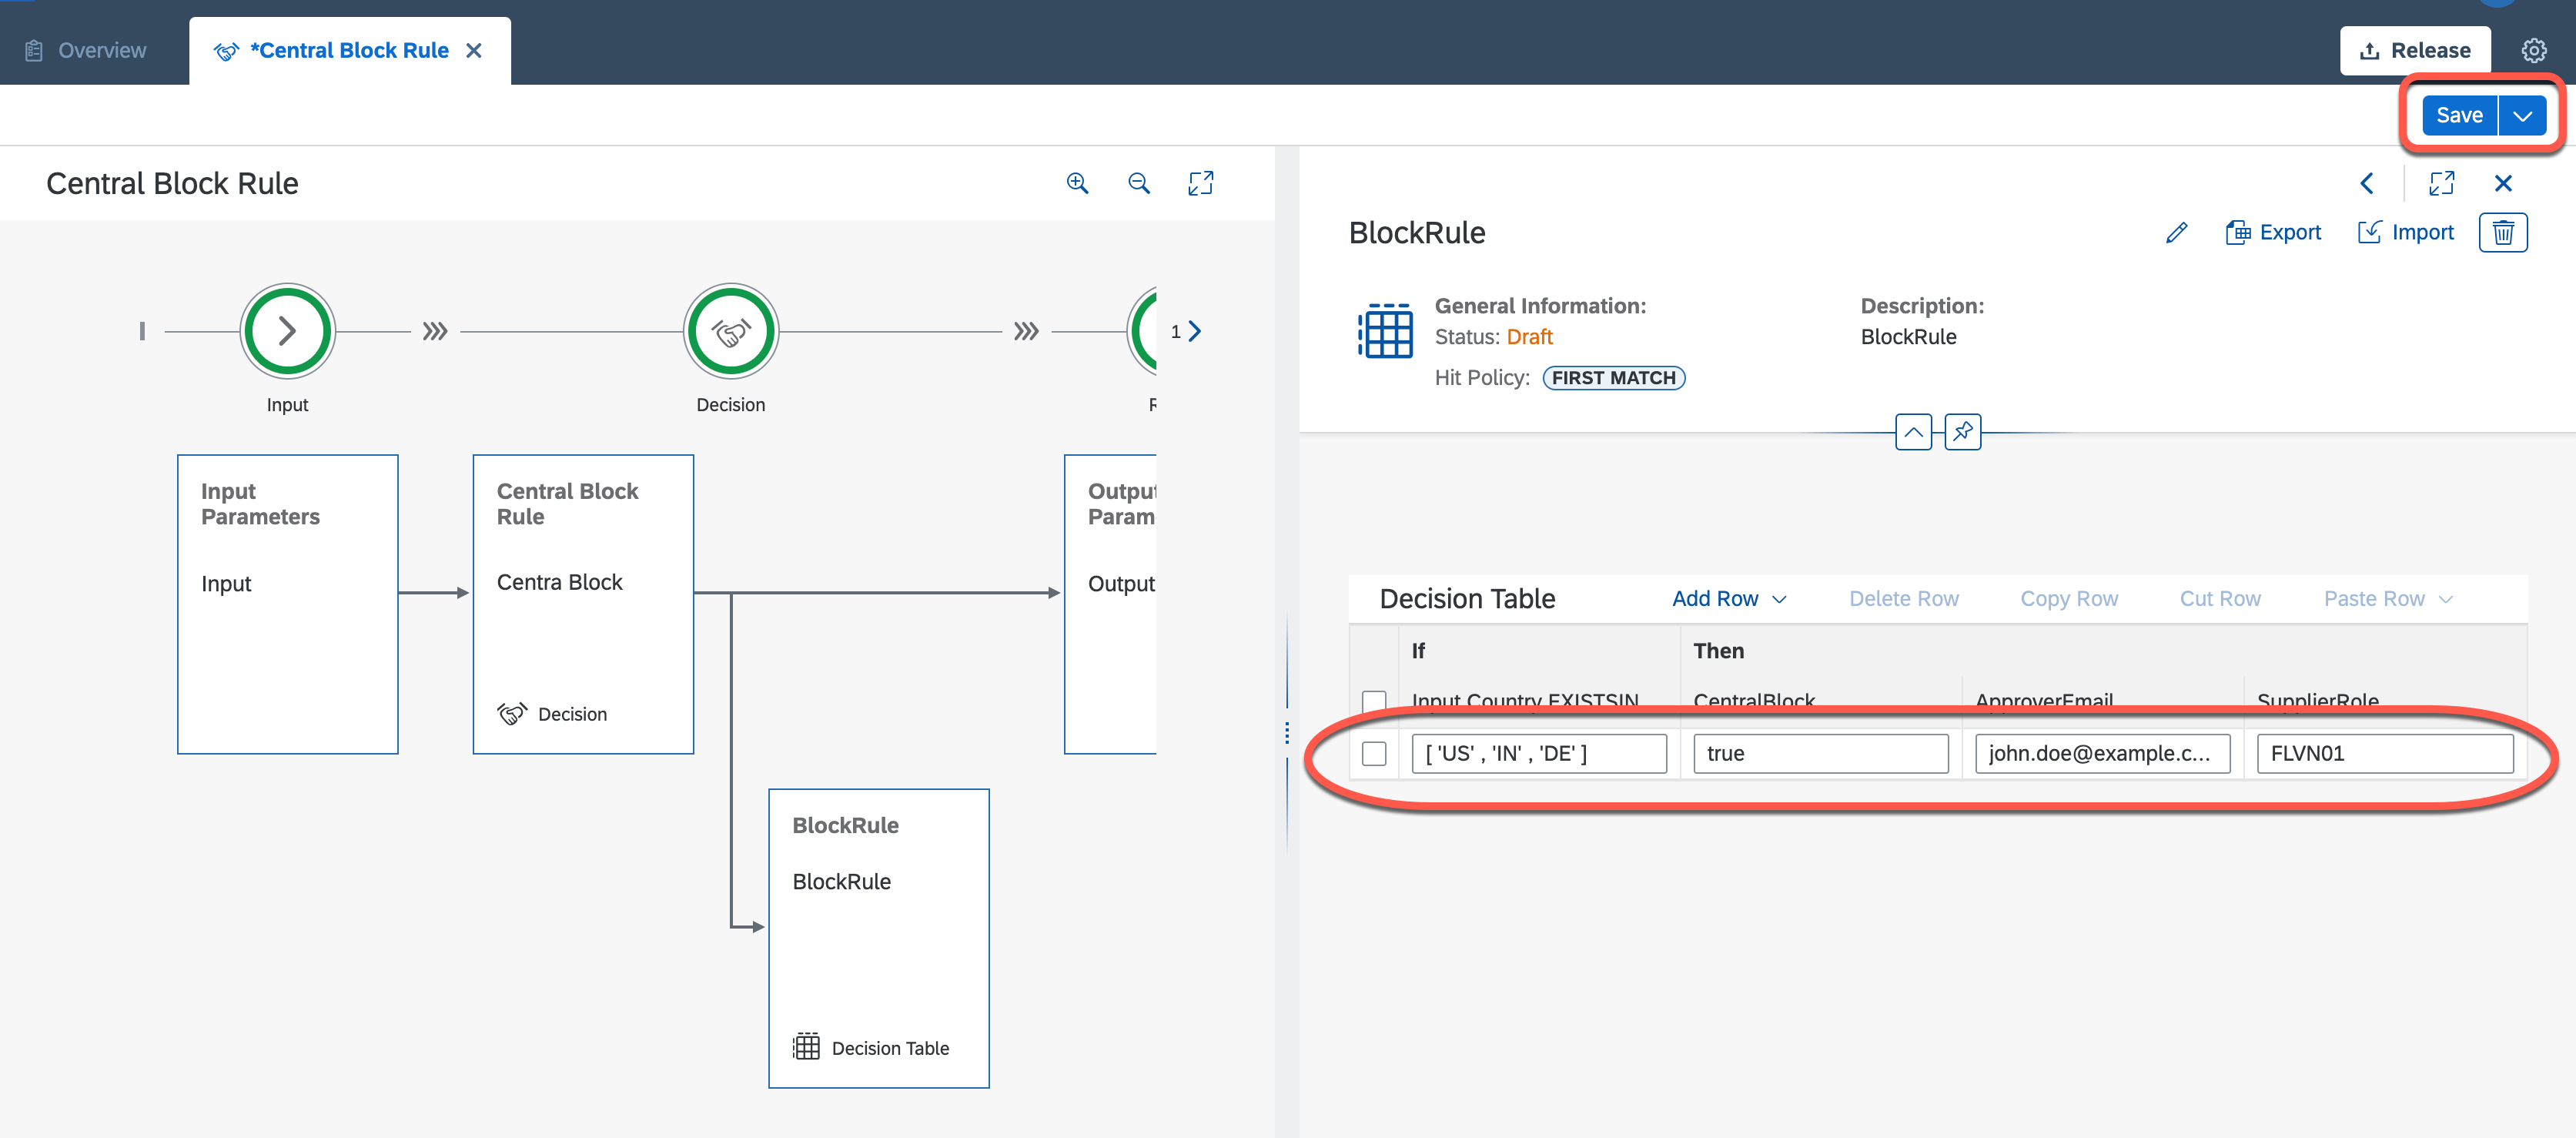 Overview
*Central Block Rule
Release
Save
Central Block Rule
1
Input
Decision
Input
Parameters
Input
Central Block
Rule
Centra Block
Decision
Output
Param
Output
BlockRule
BlockRule
Decision Table
BlockRule
Export
Import
General Information:
Status: Draft
Hit Policy: FIRST MATCH
Description:
BlockRule
Decision Table
Add Row
Delete Row
Copy Row
Cut Row
Paste Row
If
Then
Input.Country EXISTSIN
CentralBlock
ApproverEmail
SupplierRole
[ 'US' , 'IN' , 'DE' ]
true
john.doe@example.c...
FLVN01